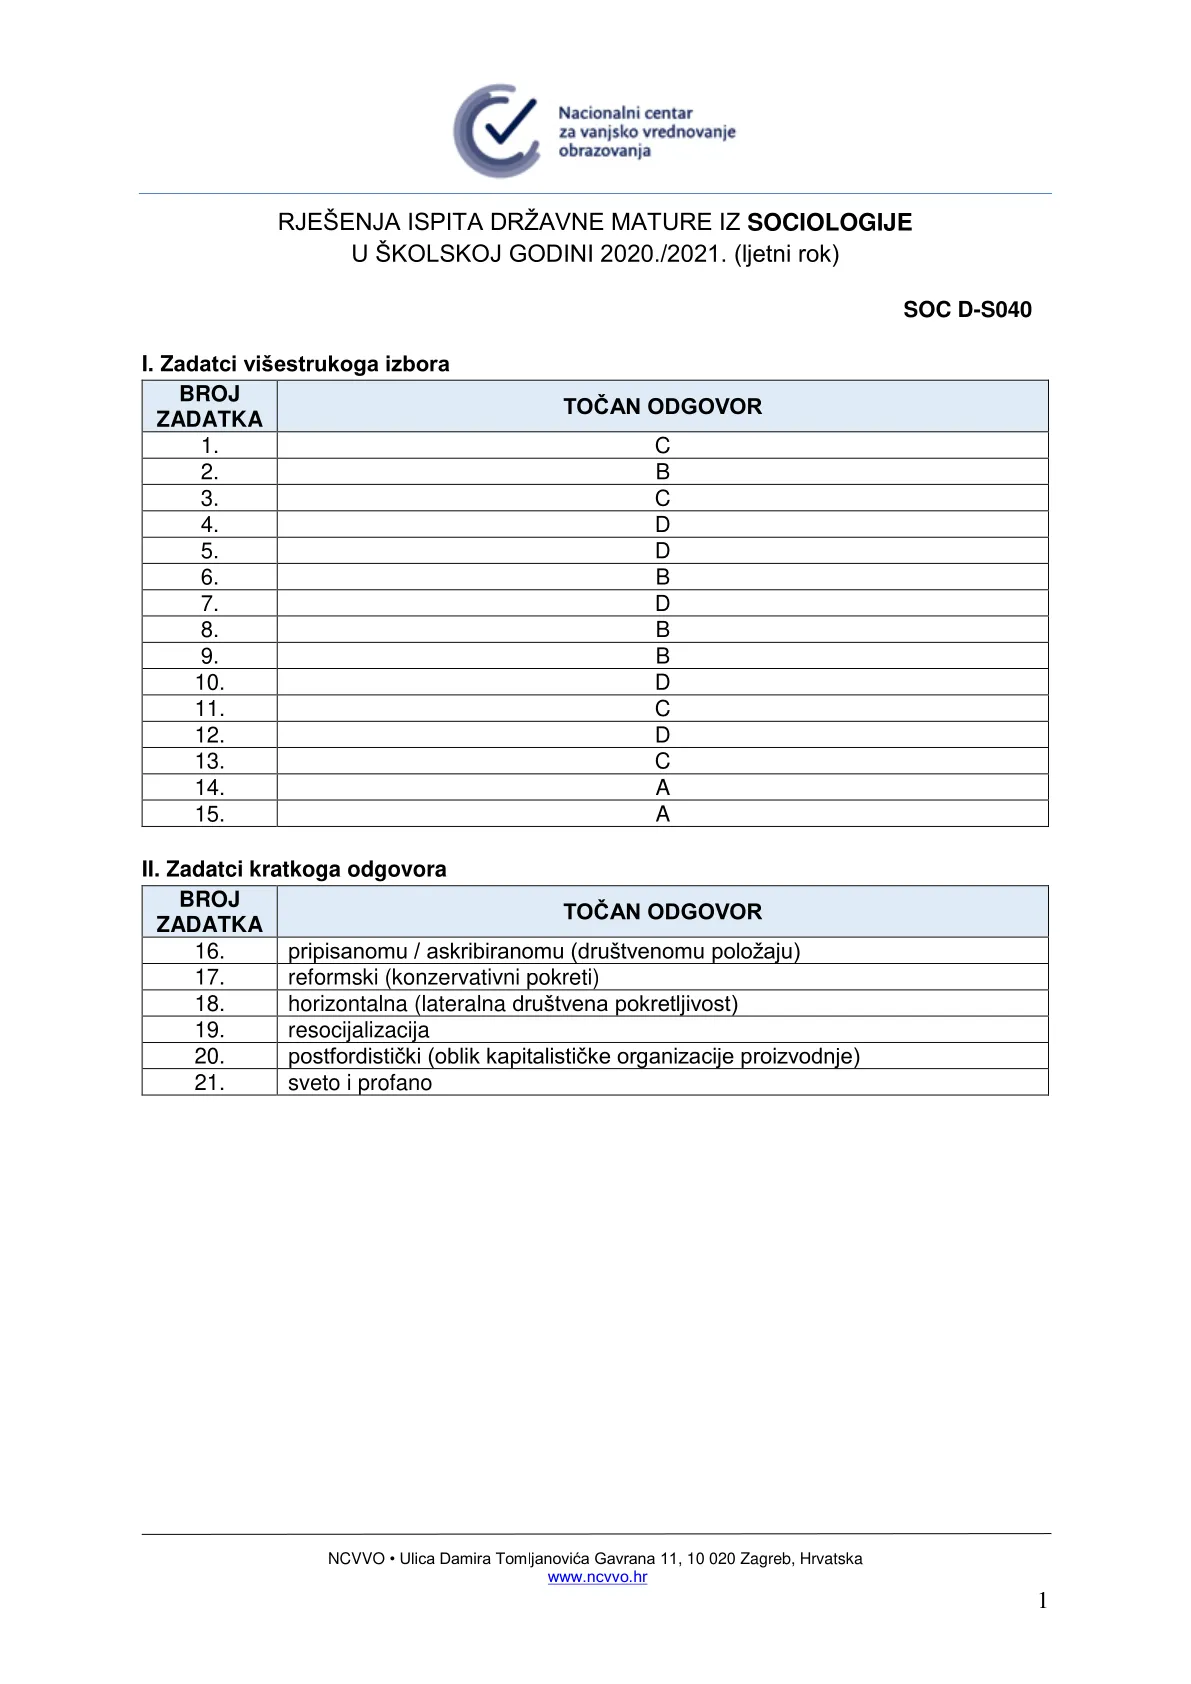 Nacionalni centar
za vanjsko vrednovanje
obrazovanja
RJEŠENJA ISPITA DRŽAVNE MATURE IZ SOCIOLOGIJE
U ŠKOLSKOJ GODINI 2020./2021. (ljetni rok)
SOC D-S040
I. Zadatci višestrukoga izbora
BROJ
ZADATKA
TOČAN ODGOVOR
1. C
2. B
3. C
4. D
5. D
6. B
7. D
8. B
9. B
10. D
11. C
12. D
13. C
14. A
15. A
II. Zadatci kratkoga odgovora
BROJ
ZADATKA
TOČAN ODGOVOR
16. pripisanomu / askribiranomu (društvenomu položaju)
17. reformski (konzervativni pokreti)
18. horizontalna (lateralna društvena pokretljivost)
19. resocijalizacija
20. postfordistički (oblik kapitalističke organizacije proizvodnje)
21. sveto i profano
NCVVO • Ulica Damira Tomljanovića Gavrana 11, 10 020 Zagreb, Hrvatska
www.ncvvo.hr
1